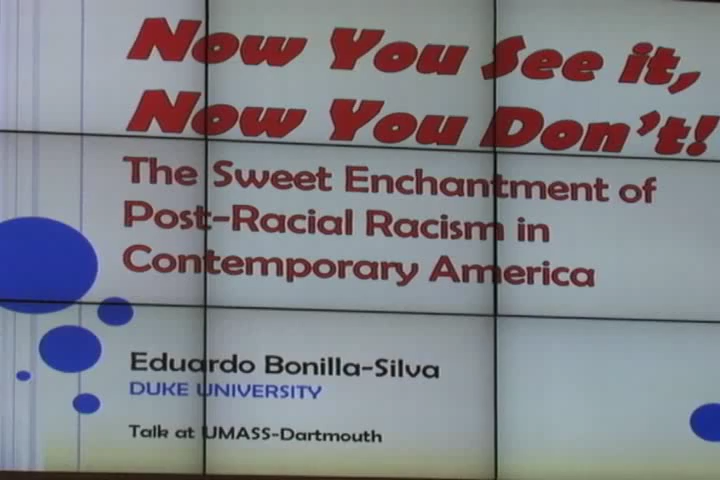 Now You See it,
Now You Don't!
The Sweet Enchantment of
Post-Racial Racism in
Contemporary America
Eduardo Bonilla-Silva
DUKE UNIVERSITY
Talk at UMASS-Dartmouth